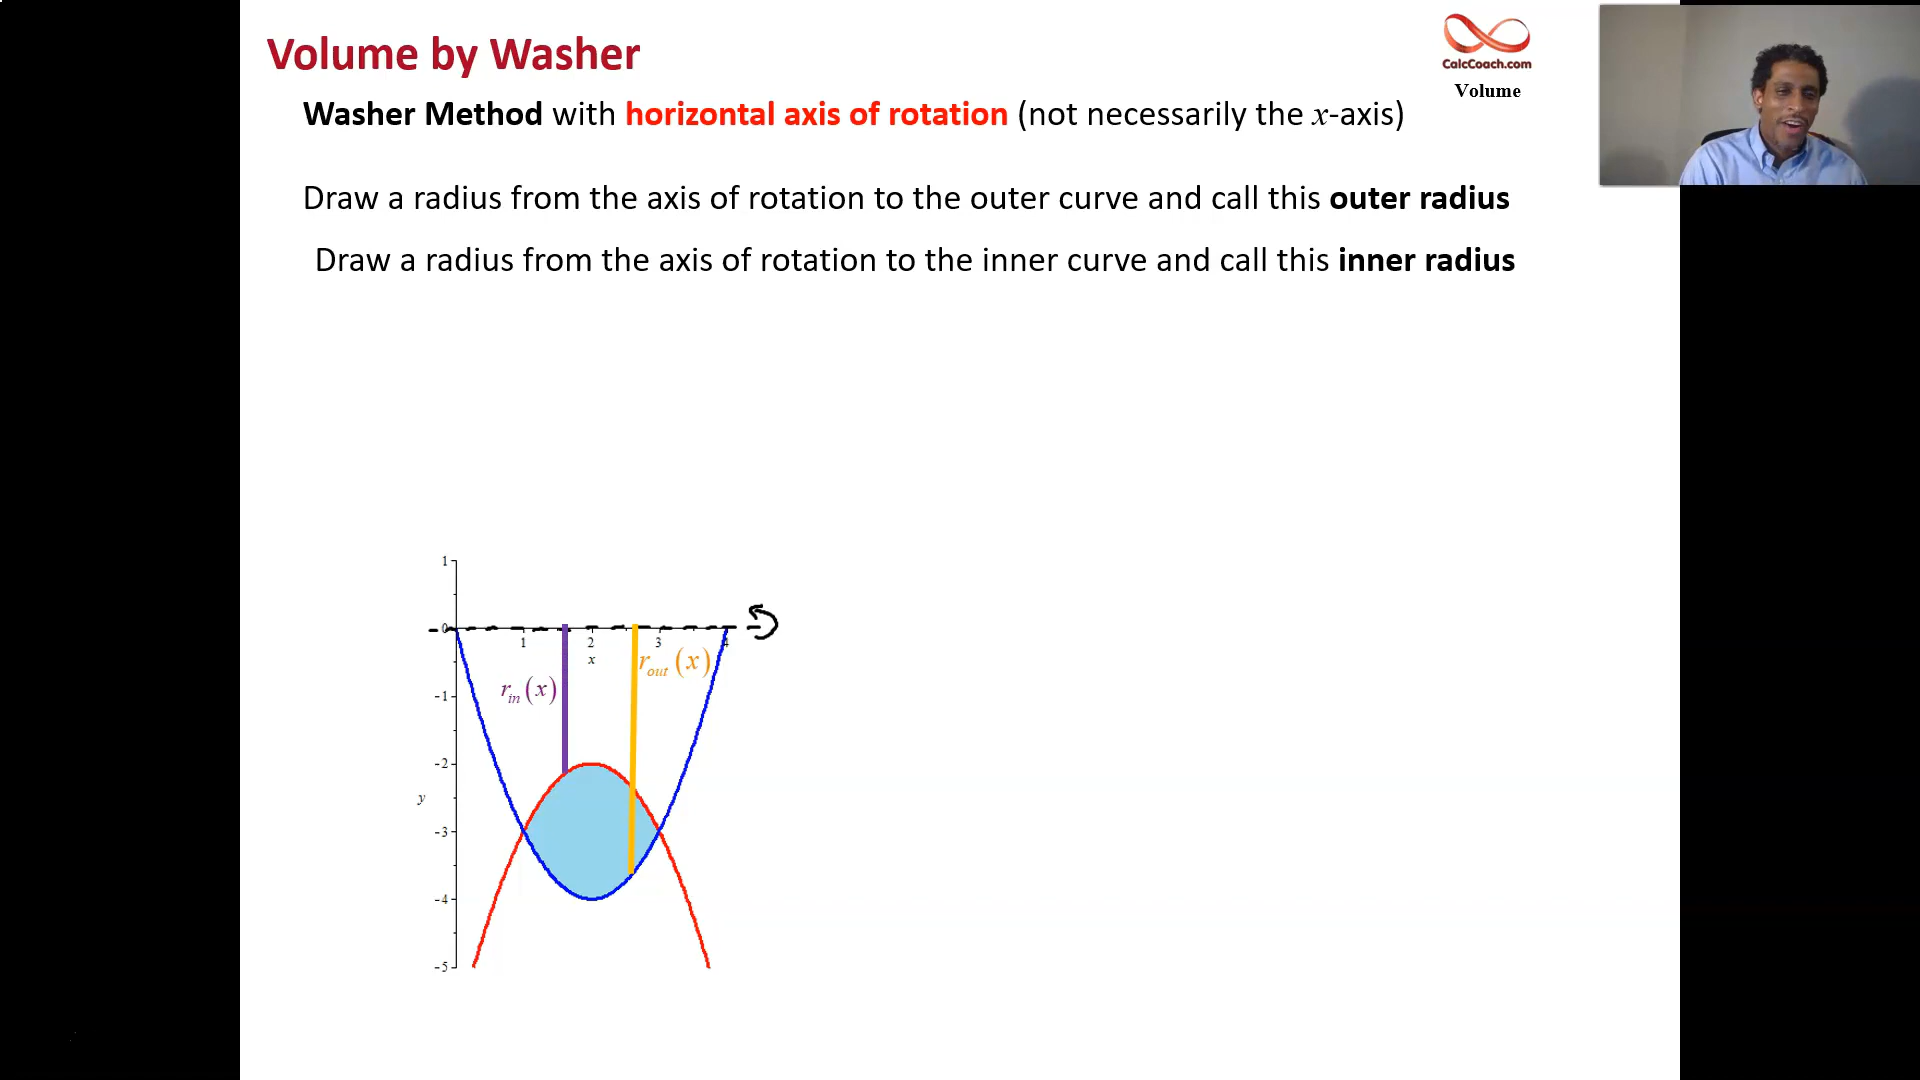 Volume by Washer
CalcCoach.com
Volume
Washer Method with horizontal axis of rotation (not necessarily the x-axis)
Draw a radius from the axis of rotation to the outer curve and call this outer radius
Draw a radius from the axis of rotation to the inner curve and call this inner radius
1
0
1 2 3 4
x
r_out (x)
r_in (x)
-1
-2
y
-3
-4
-5